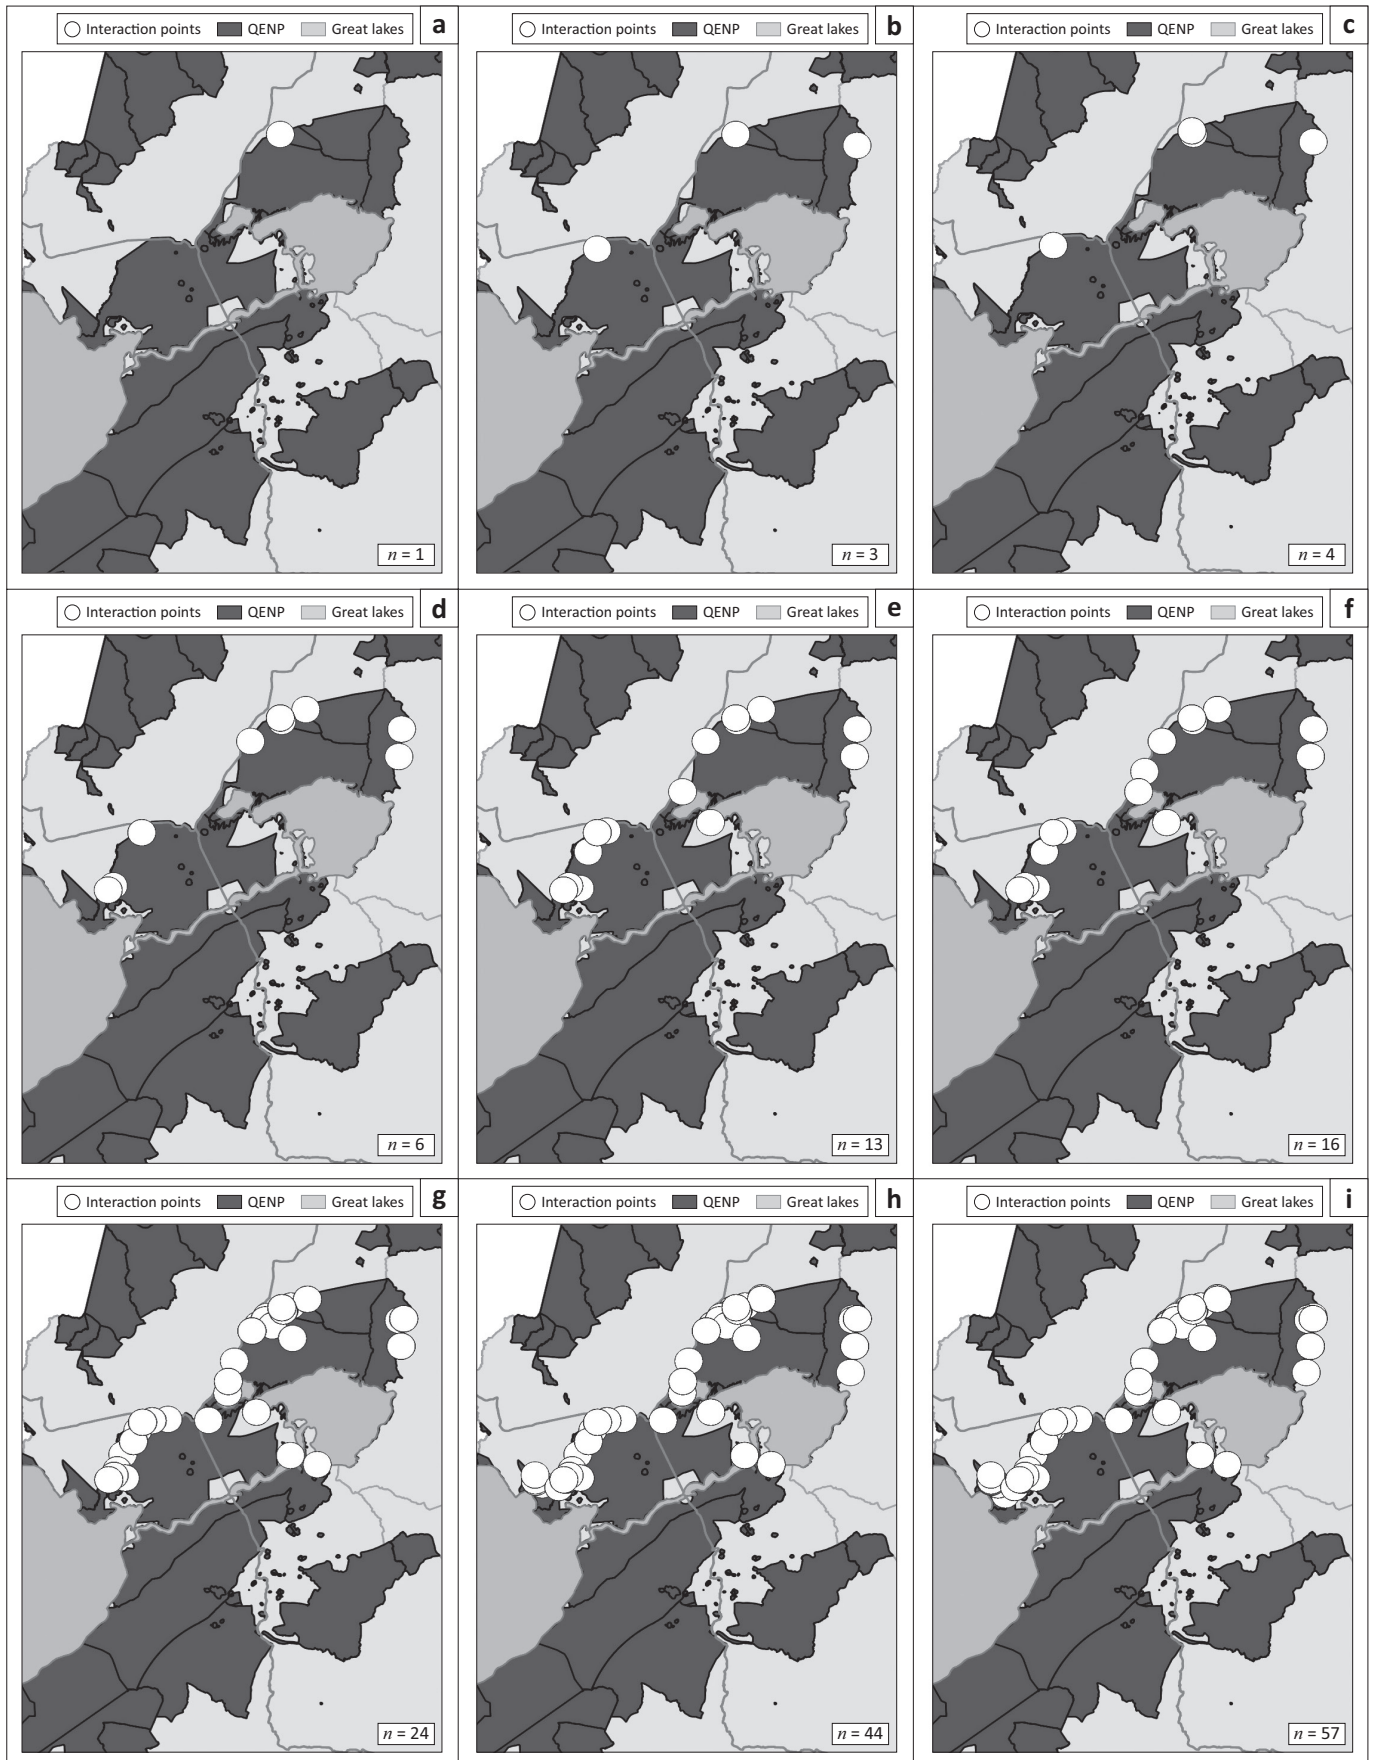 Interaction points QENP Great lakes a
n = 1
Interaction points QENP Great lakes b
n = 3
Interaction points QENP Great lakes c
n = 4
Interaction points QENP Great lakes d
n = 6
Interaction points QENP Great lakes e
n = 13
Interaction points QENP Great lakes f
n = 16
Interaction points QENP Great lakes g
n = 24
Interaction points QENP Great lakes h
n = 44
Interaction points QENP Great lakes i
n = 57